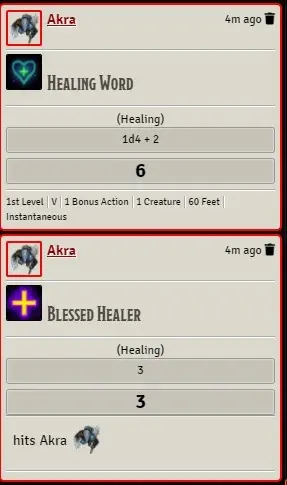 Akra
4m ago
Healing Word
(Healing)
1d4 + 2
6
1st Level | V | 1 Bonus Action | 1 Creature | 60 Feet |
Instantaneous
Akra
4m ago
Blessed Healer
(Healing)
3
3
hits Akra